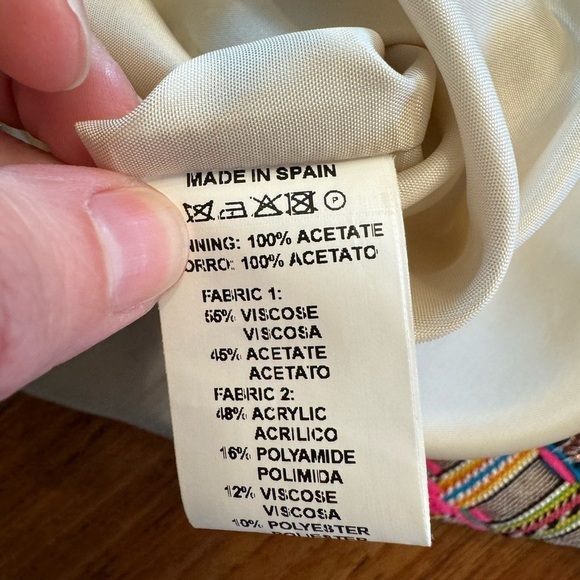 MADE IN SPAIN
P
NNING: 100% ACETATE
ORRO: 100% ACETATO
FABRIC 1:
55% VISCOSE
VISCOSA
45% ACETATE
ACETATO
FABRIC 2:
48% ACRYLIC
ACRILICO
16% POLYAMIDE
POLIMIDA
12% VISCOSE
VISCOSA
10% POLYESTER